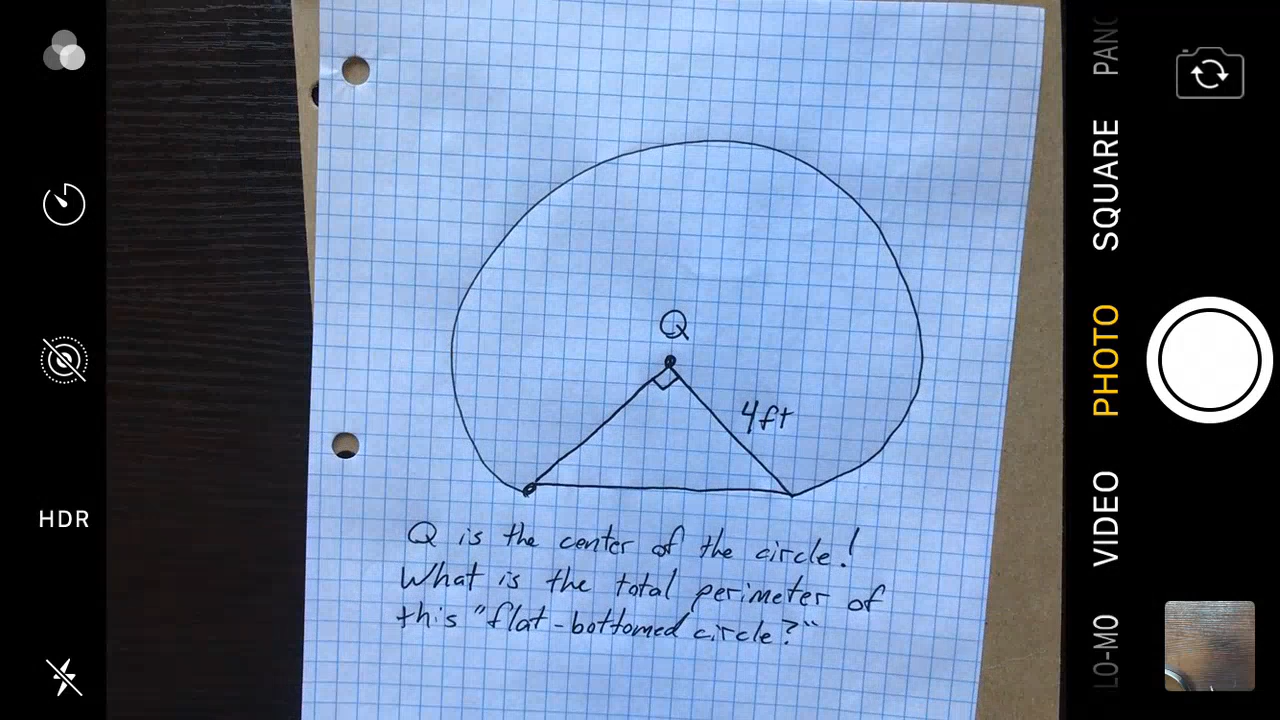 HDR
Q
4ft
Q is the center of the circle!
What is the total perimeter of
this "flat-bottomed circle?"
PANO
SQUARE
PHOTO
VIDEO
LO-MO